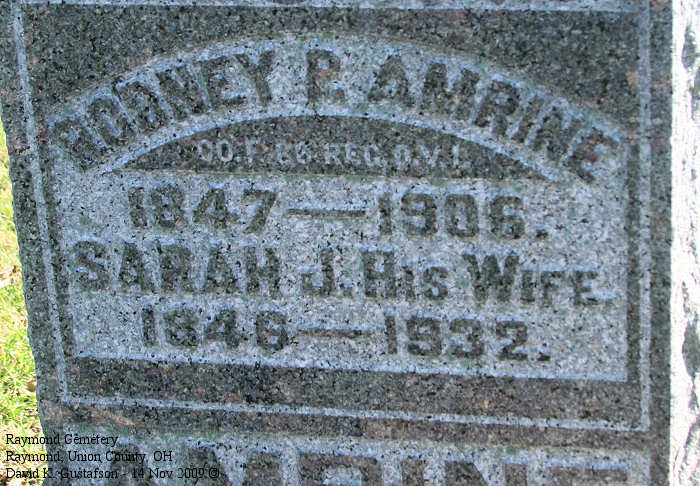 RODNEY P. AMRINE
CO. F. 66 REG. O.V.I.
1847—1906.
SARAH J. HIS WIFE
1846—1932.
AMRINE
Raymond Cemetery
Raymond, Union County, OH
David K. Gustafson - 14 Nov 2009 ©